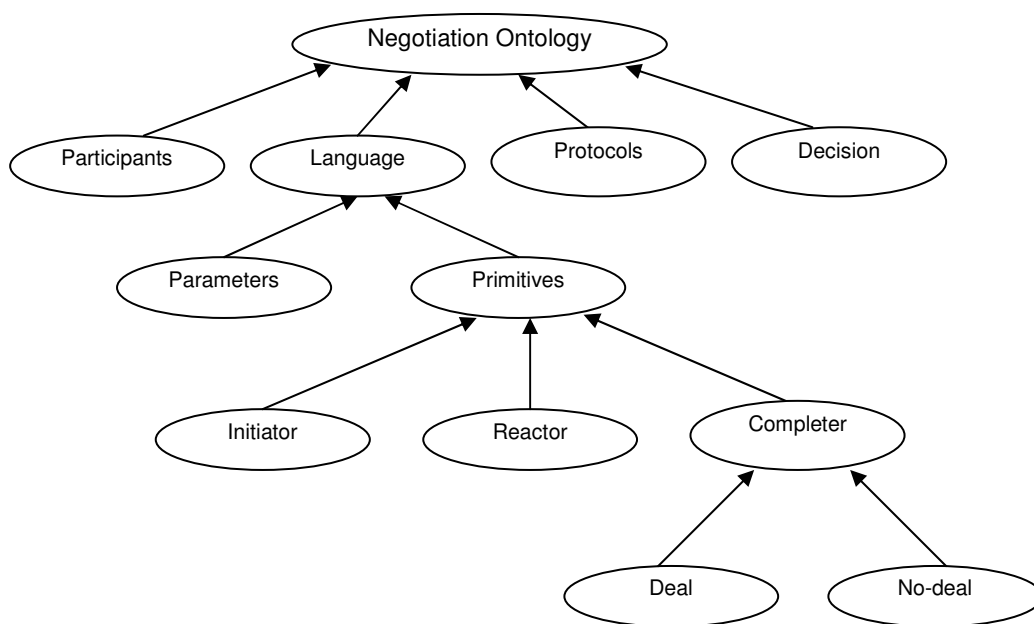 Negotiation Ontology
Participants
Language
Protocols
Decision
Parameters
Primitives
Initiator
Reactor
Completer
Deal
No-deal